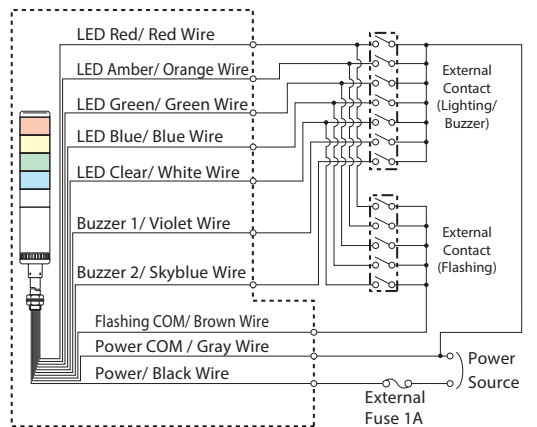 LED Red/ Red Wire
LED Amber/ Orange Wire
LED Green/ Green Wire
LED Blue/ Blue Wire
LED Clear/ White Wire
Buzzer 1/ Violet Wire
Buzzer 2/ Skyblue Wire
Flashing COM/ Brown Wire
Power COM / Gray Wire
Power/ Black Wire
External
Contact
(Lighting/
Buzzer)
External
Contact
(Flashing)
Power
Source
External
Fuse 1A